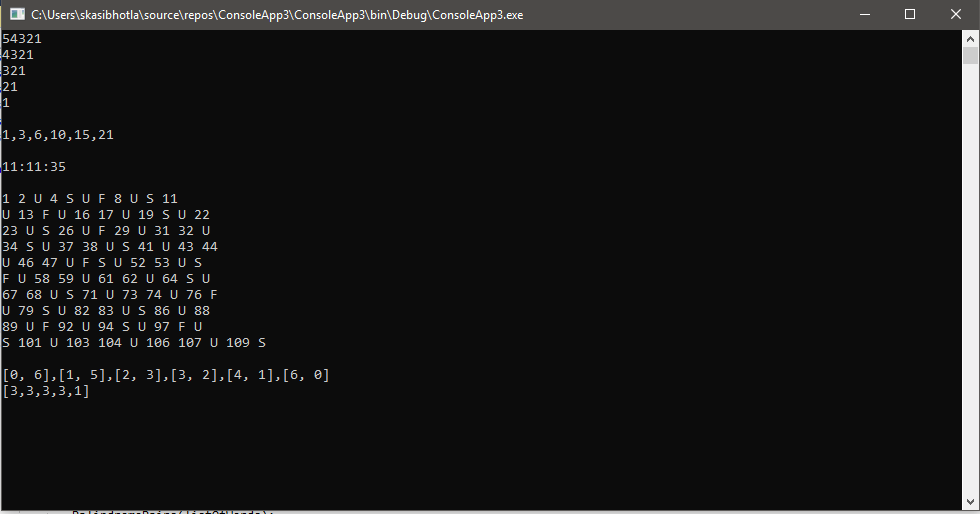 C:\Users\skasibhotla\source\repos\ConsoleApp3\ConsoleApp3\bin\Debug\ConsoleApp3.exe
54321
4321
321
21
1
1,3,6,10,15,21
11:11:35
1 2 U 4 S U F 8 U S 11
U 13 F U 16 17 U 19 S U 22
23 U S 26 U F 29 U 31 32 U
34 S U 37 38 U S 41 U 43 44
U 46 47 U F S U 52 53 U S
F U 58 59 U 61 62 U 64 S U
67 68 U S 71 U 73 74 U 76 F
U 79 S U 82 83 U S 86 U 88
89 U F 92 U 94 S U 97 F U
S 101 U 103 104 U 106 107 U 109 S
[0, 6],[1, 5],[2, 3],[3, 2],[4, 1],[6, 0]
[3,3,3,3,1]